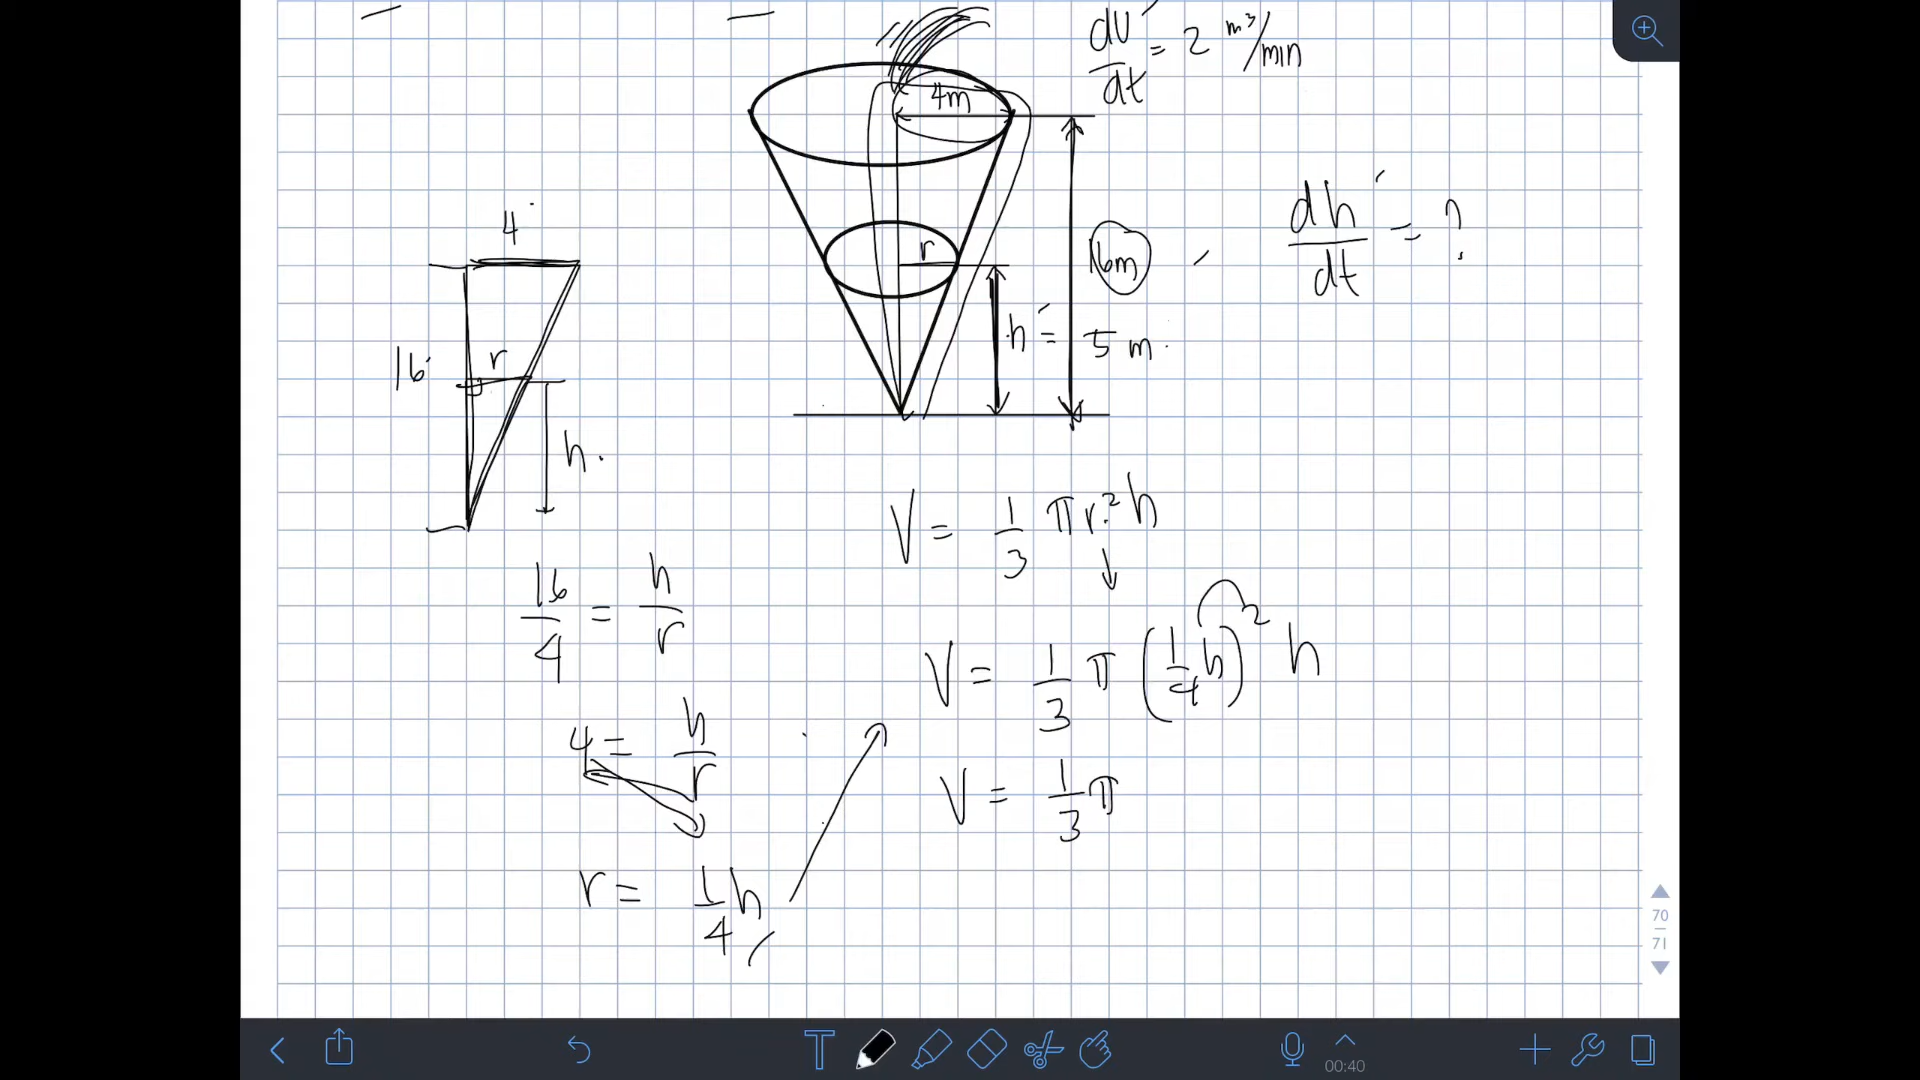 dV/dt = 2 m³/min
4m
dh/dt = ?
r
16m
h = 5 m.
4
16
r
h.
V = 1/3 πr²h
16/4 = h/r
V = 1/3 π (1/4 h)² h
4 = h/r
V = 1/3 π
r = 1/4 h
70
71
T
00:40